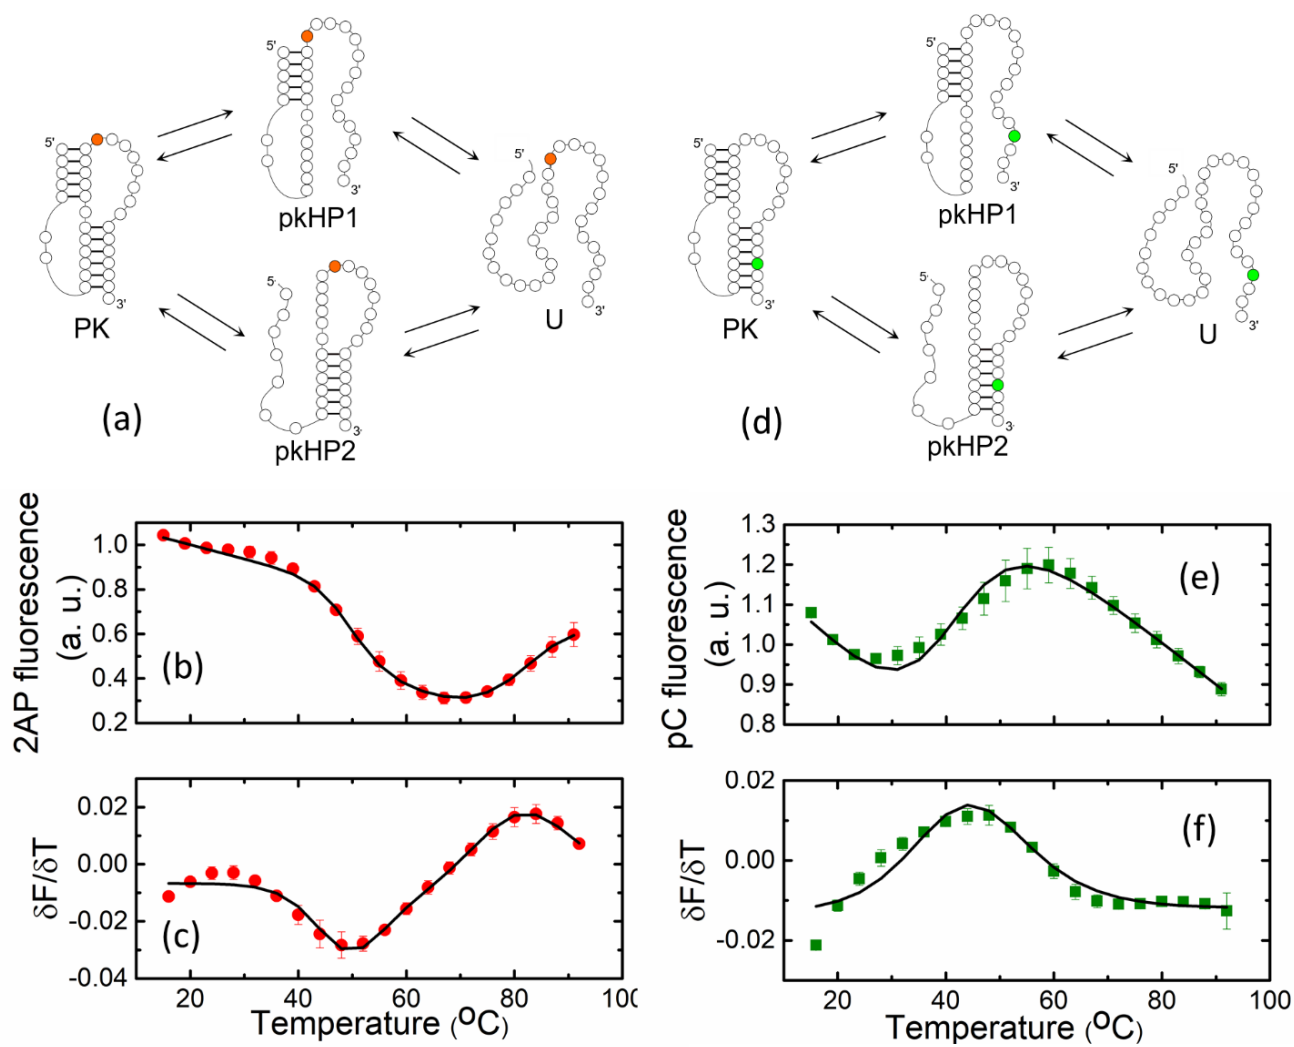 5'
pkHP1
5'
3'
PK
3'
5'
U
3'
5'
pkHP2
3'
(a)
5'
pkHP1
3'
5'
PK
3'
5'
U
3'
5'
pkHP2
3'
(d)
2AP fluorescence
(a. u.)
1.0
0.8
0.6
0.4
0.2
(b)
δF/δT
0.02
0.00
-0.02
-0.04
(c)
20 40 60 80 100
Temperature (°C)
pC fluorescence
(a. u.)
1.3
1.2
1.1
1.0
0.9
0.8
(e)
δF/δT
0.02
0.00
-0.02
(f)
20 40 60 80 100
Temperature (°C)